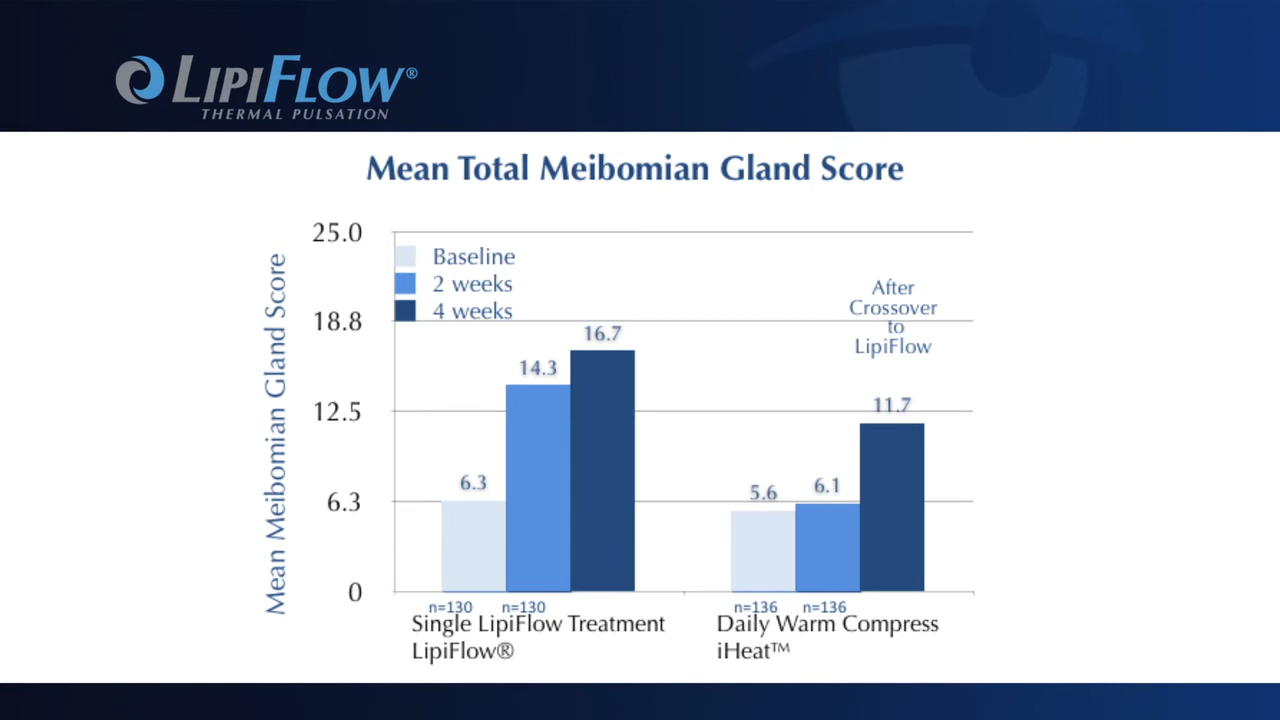 LIPIFLOW®
THERMAL PULSATION
Mean Total Meibomian Gland Score
Mean Meibomian Gland Score
25.0
18.8
12.5
6.3
0
Baseline
2 weeks
4 weeks
After
Crossover
to
LipiFlow
6.3
14.3
16.7
5.6
6.1
11.7
n=130 n=130
Single LipiFlow Treatment
LipiFlow®
n=136 n=136
Daily Warm Compress
iHeat™